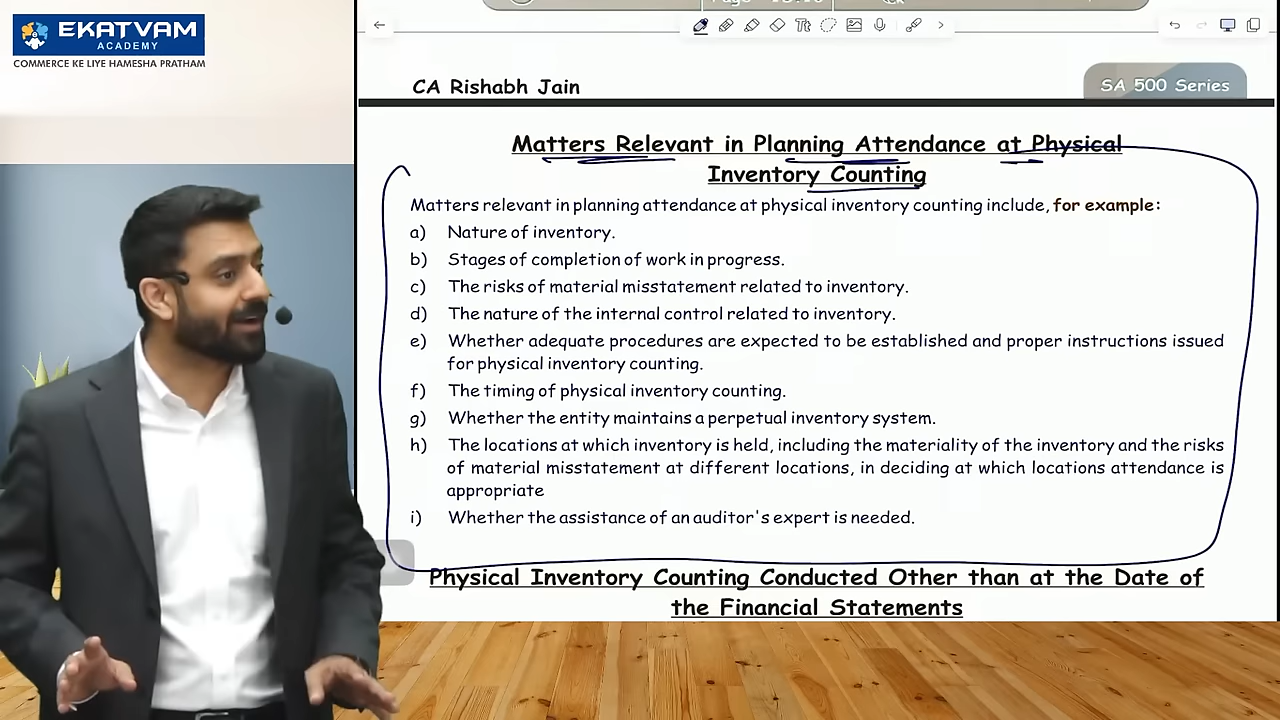 EKATVAM
ACADEMY
COMMERCE KE LIYE HAMESHA PRATHAM
CA Rishabh Jain
SA 500 Series
Matters Relevant in Planning Attendance at Physical
Inventory Counting
Matters relevant in planning attendance at physical inventory counting include, for example:
a) Nature of inventory.
b) Stages of completion of work in progress.
c) The risks of material misstatement related to inventory.
d) The nature of the internal control related to inventory.
e) Whether adequate procedures are expected to be established and proper instructions issued
for physical inventory counting.
f) The timing of physical inventory counting.
g) Whether the entity maintains a perpetual inventory system.
h) The locations at which inventory is held, including the materiality of the inventory and the risks
of material misstatement at different locations, in deciding at which locations attendance is
appropriate
i) Whether the assistance of an auditor's expert is needed.
Physical Inventory Counting Conducted Other than at the Date of
the Financial Statements